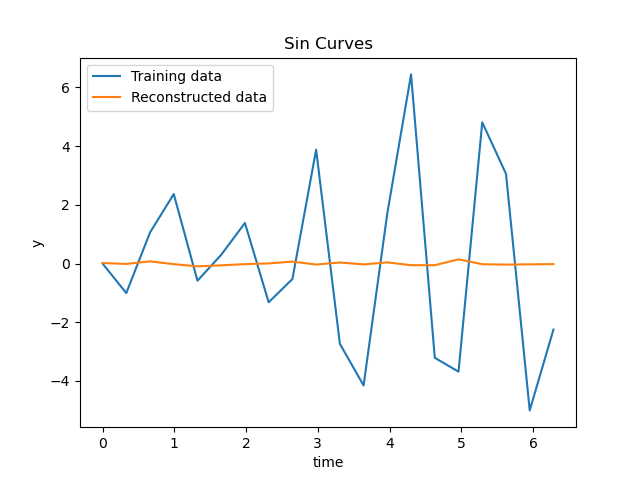 Sin Curves
Training data
Reconstructed data
y
6
4
2
0
−2
−4
0 1 2 3 4 5 6
time